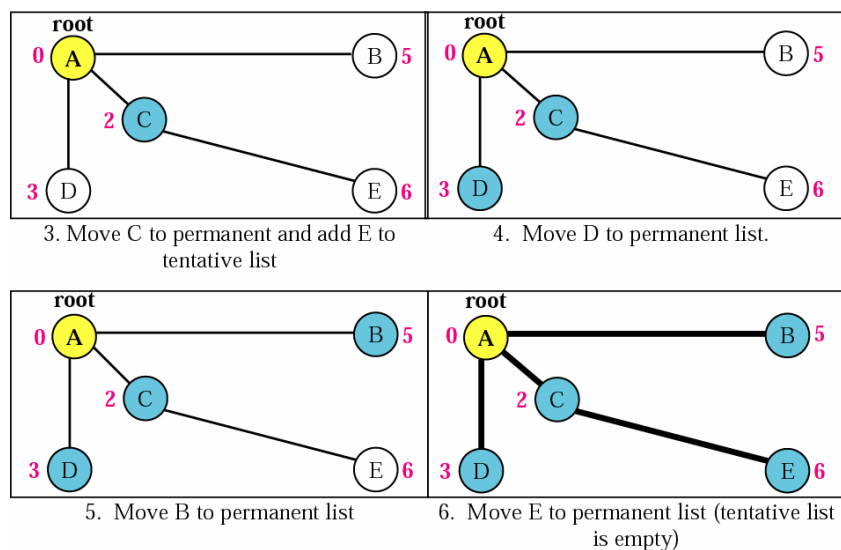 root
0 A B 5
2 C
3 D E 6
3. Move C to permanent and add E to
tentative list
root
0 A B 5
2 C
3 D E 6
4. Move D to permanent list.
root
0 A B 5
2 C
3 D E 6
5. Move B to permanent list
root
0 A B 5
2 C
3 D E 6
6. Move E to permanent list (tentative list
is empty)